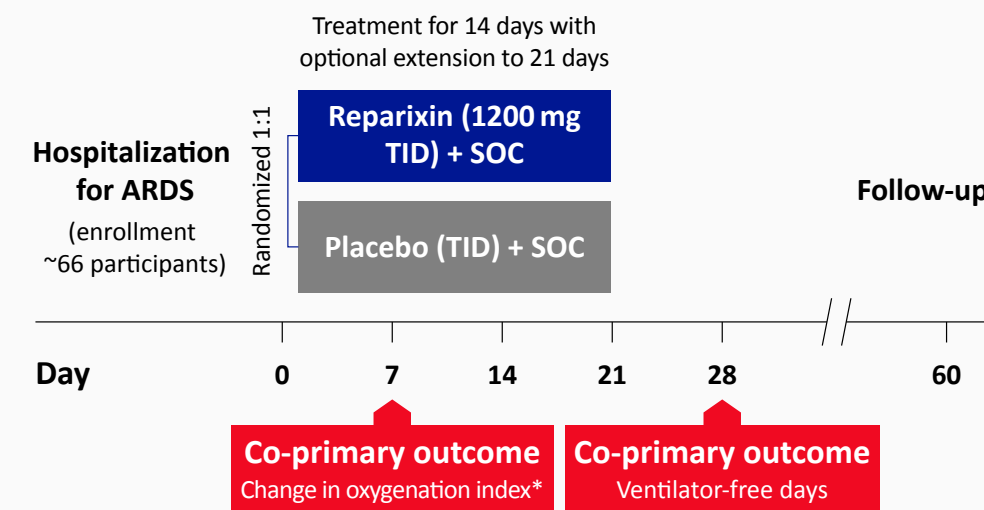 Treatment for 14 days with
optional extension to 21 days
Hospitalization
for ARDS
(enrollment
~66 participants)
Randomized 1:1
Reparixin (1200 mg
TID) + SOC
Placebo (TID) + SOC
Follow-up
Day 0 7 14 21 28 60
Co-primary outcome
Change in oxygenation index*
Co-primary outcome
Ventilator-free days